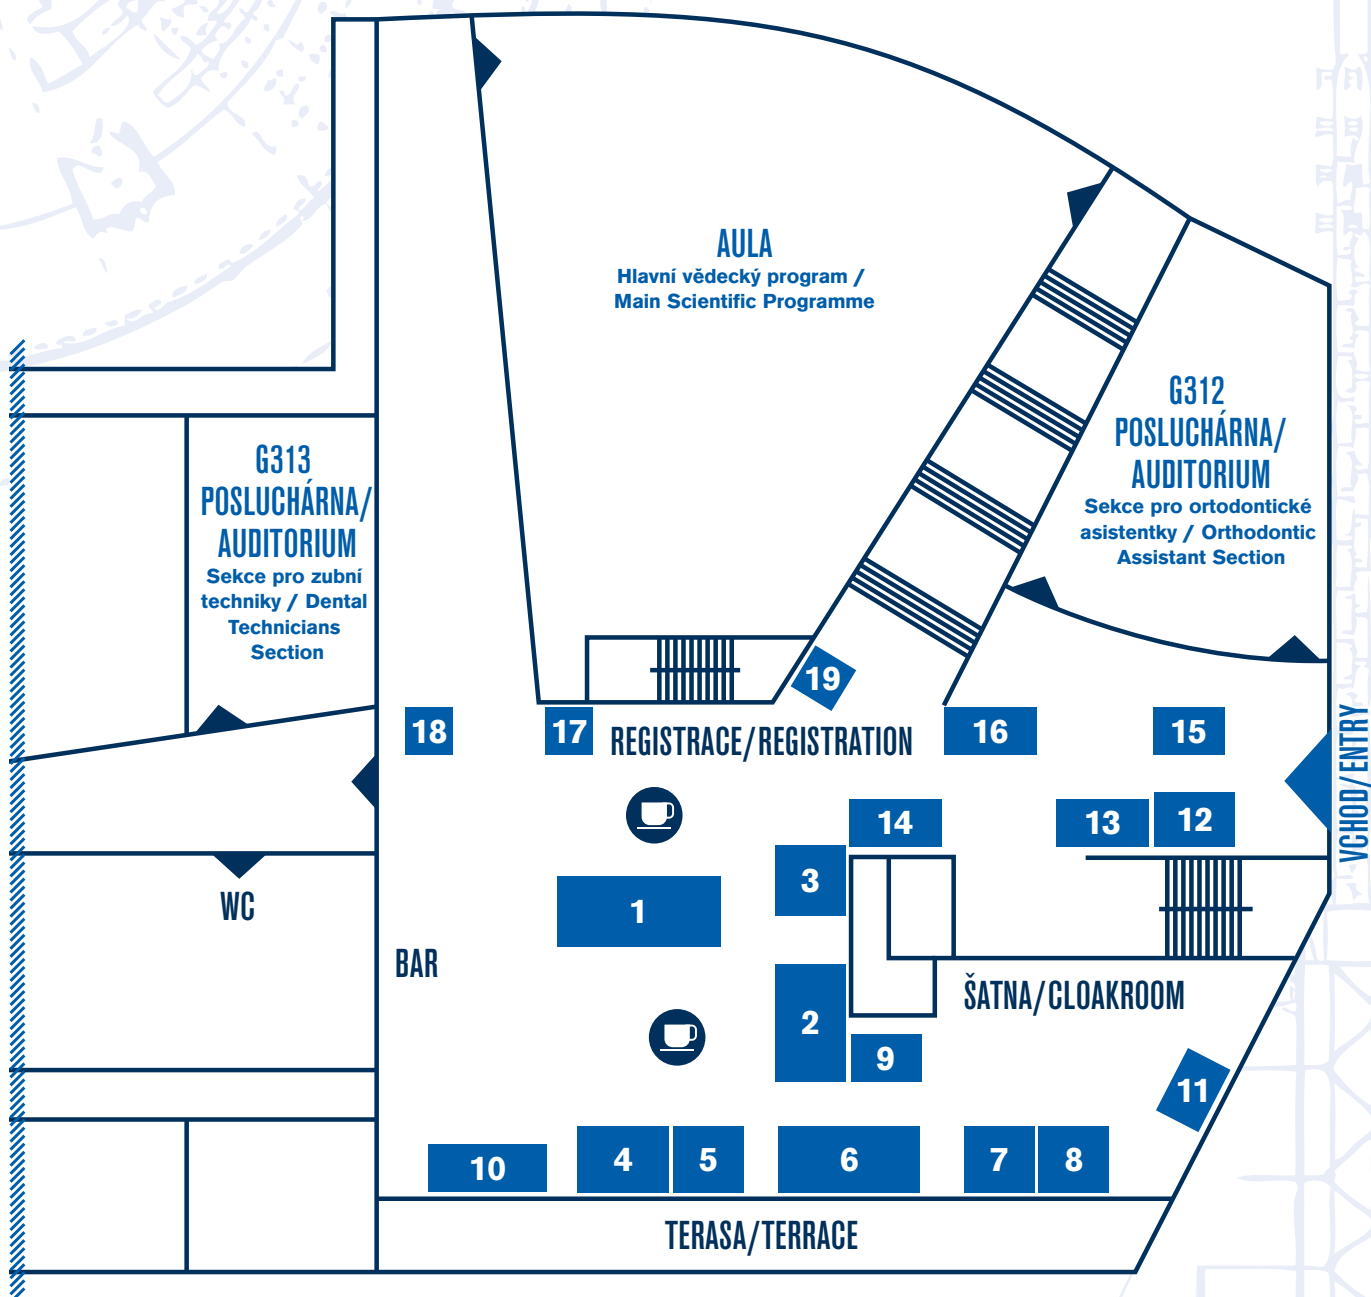 AULA
Hlavní vědecký program /
Main Scientific Programme
G312
POSLUCHÁRNA/
AUDITORIUM
Sekce pro ortodontické
asistentky / Orthodontic
Assistant Section
G313
POSLUCHÁRNA/
AUDITORIUM
Sekce pro zubní
techniky / Dental
Technicians
Section
19
18
17
REGISTRACE/REGISTRATION
16
15
VCHOD/ENTRY
14
13
12
3
1
WC
BAR
ŠATNA/CLOAKROOM
2
9
11
10
4
5
6
7
8
TERASA/TERRACE